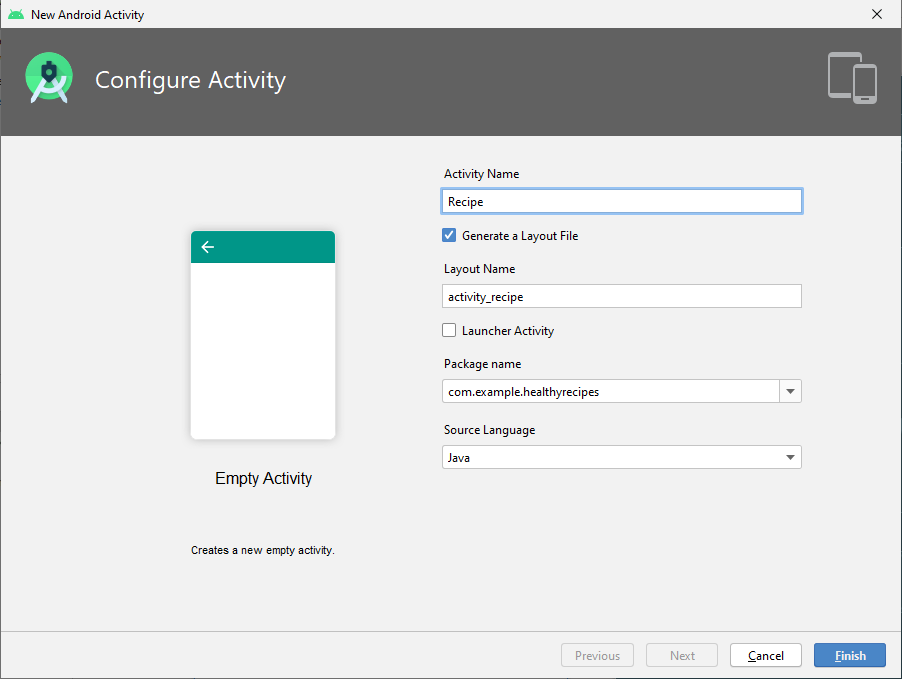 New Android Activity
Configure Activity
Activity Name
Recipe
Generate a Layout File
Layout Name
activity_recipe
Launcher Activity
Package name
com.example.healthyrecipes
Source Language
Java
Empty Activity
Creates a new empty activity.
Previous
Next
Cancel
Finish